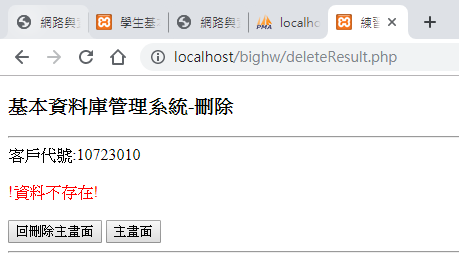 網路與
學生基
網路與
localho
練習
localhost/bighw/deleteResult.php
基本資料庫管理系統-刪除
客戶代號:10723010
!資料不存在!
回刪除主畫面 主畫面